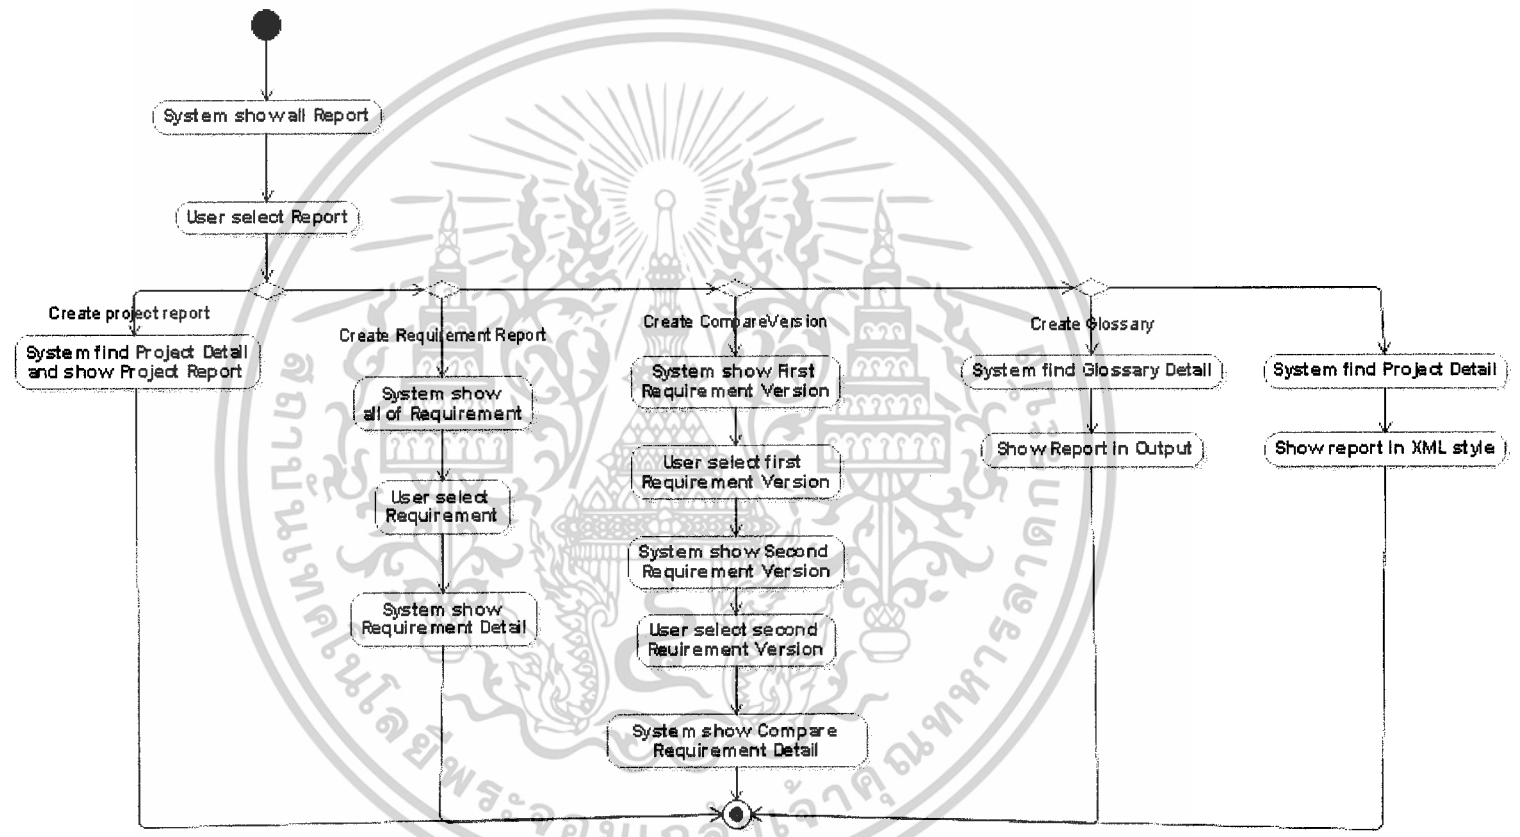 System show all Report
User select Report
Create project report
System find Project Detail
and show Project Report
Create Requirement Report
System show
all of Requirement
User select
Requirement
System show
Requirement Detail
Create CompareVersion
System show First
Requirement Version
User select first
Requirement Version
System show Second
Requirement Version
User select second
Reuirement Version
System show Compare
Requirement Detail
Create Glossary
System find Glossary Detail
Show Report in Output
System find Project Detail
Show report in XML style